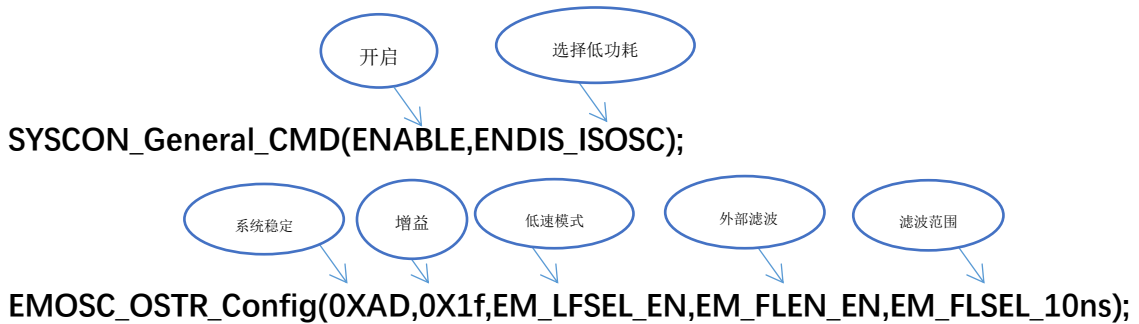 开启
选择低功耗
SYSCON_General_CMD(ENABLE,ENDIS_ISOSC);
系统稳定
增益
低速模式
外部滤波
滤波范围
EMOSC_OSTR_Config(0XAD,0X1f,EM_LFSEL_EN,EM_FLEN_EN,EM_FLSEL_10ns);